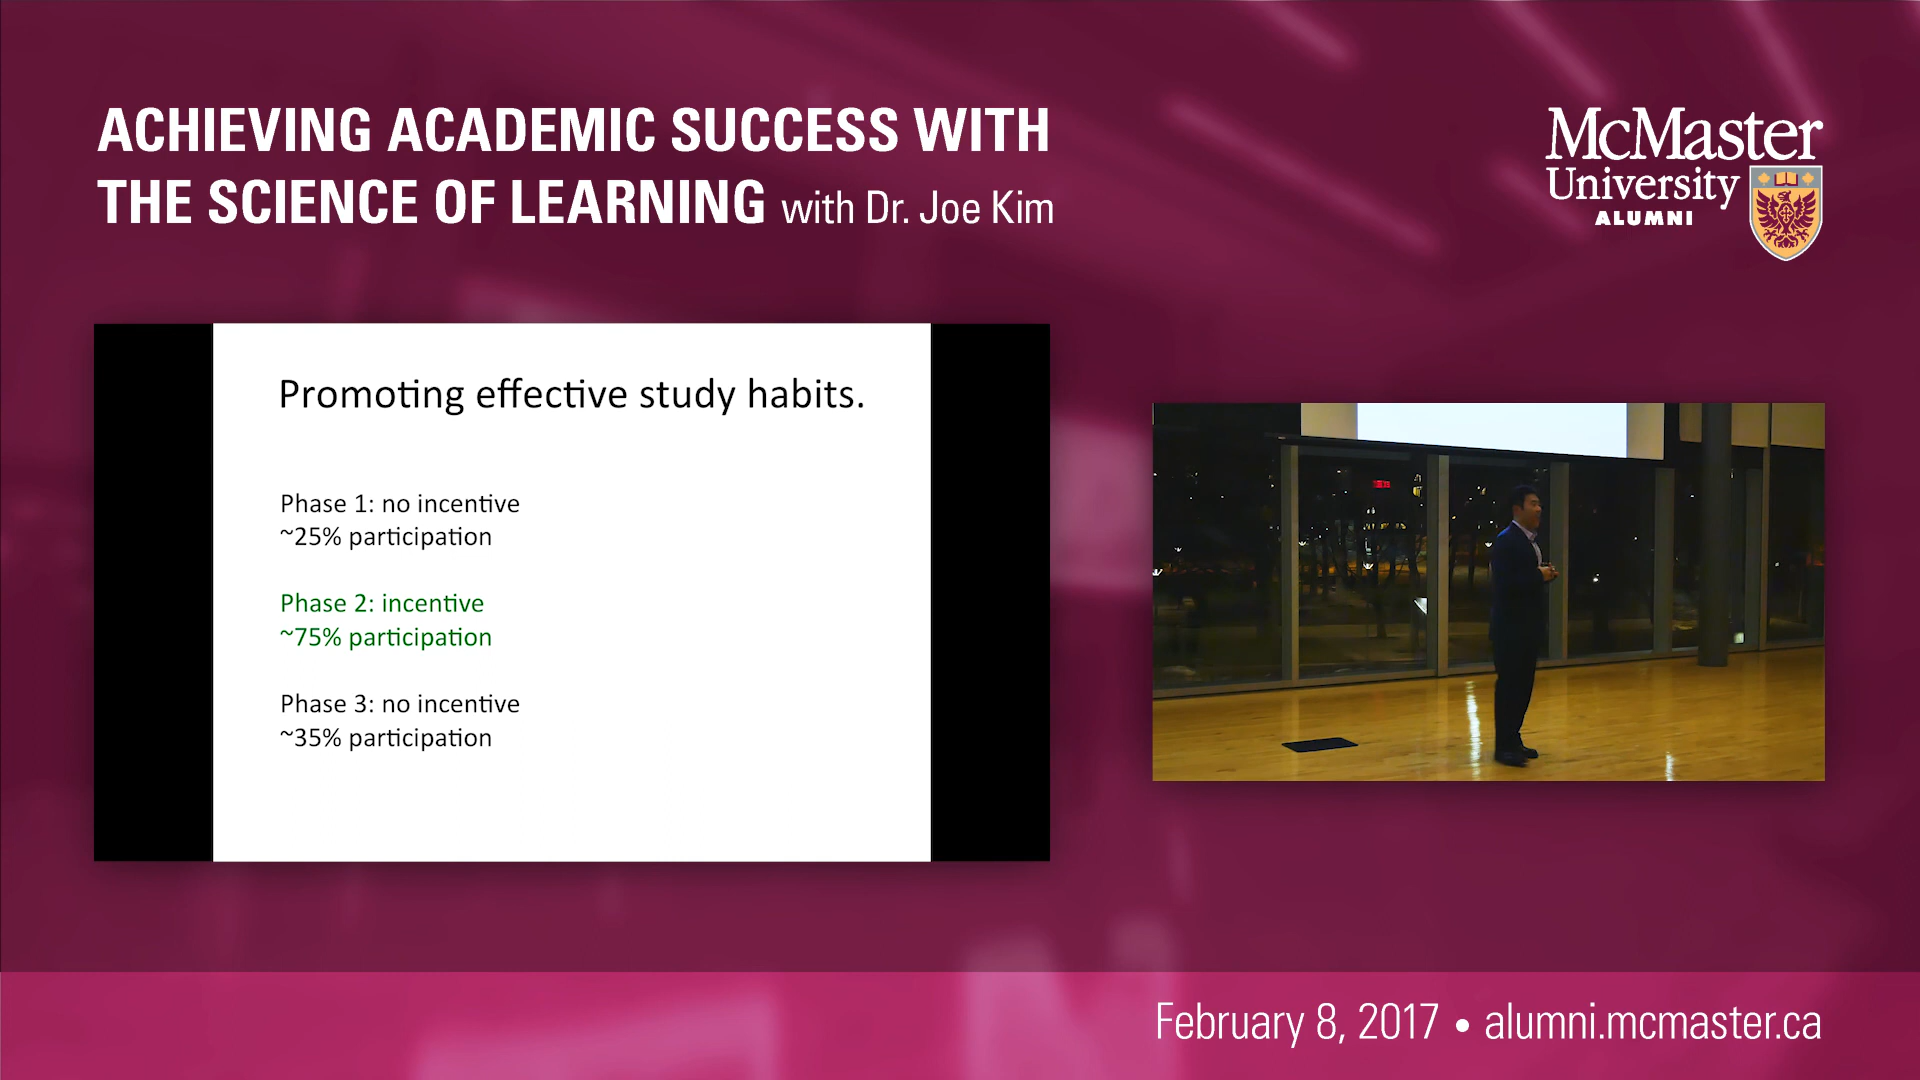 ACHIEVING ACADEMIC SUCCESS WITH
THE SCIENCE OF LEARNING with Dr. Joe Kim
McMaster
University
ALUMNI
Promoting effective study habits.
Phase 1: no incentive
~25% participation
Phase 2: incentive
~75% participation
Phase 3: no incentive
~35% participation
February 8, 2017 • alumni.mcmaster.ca